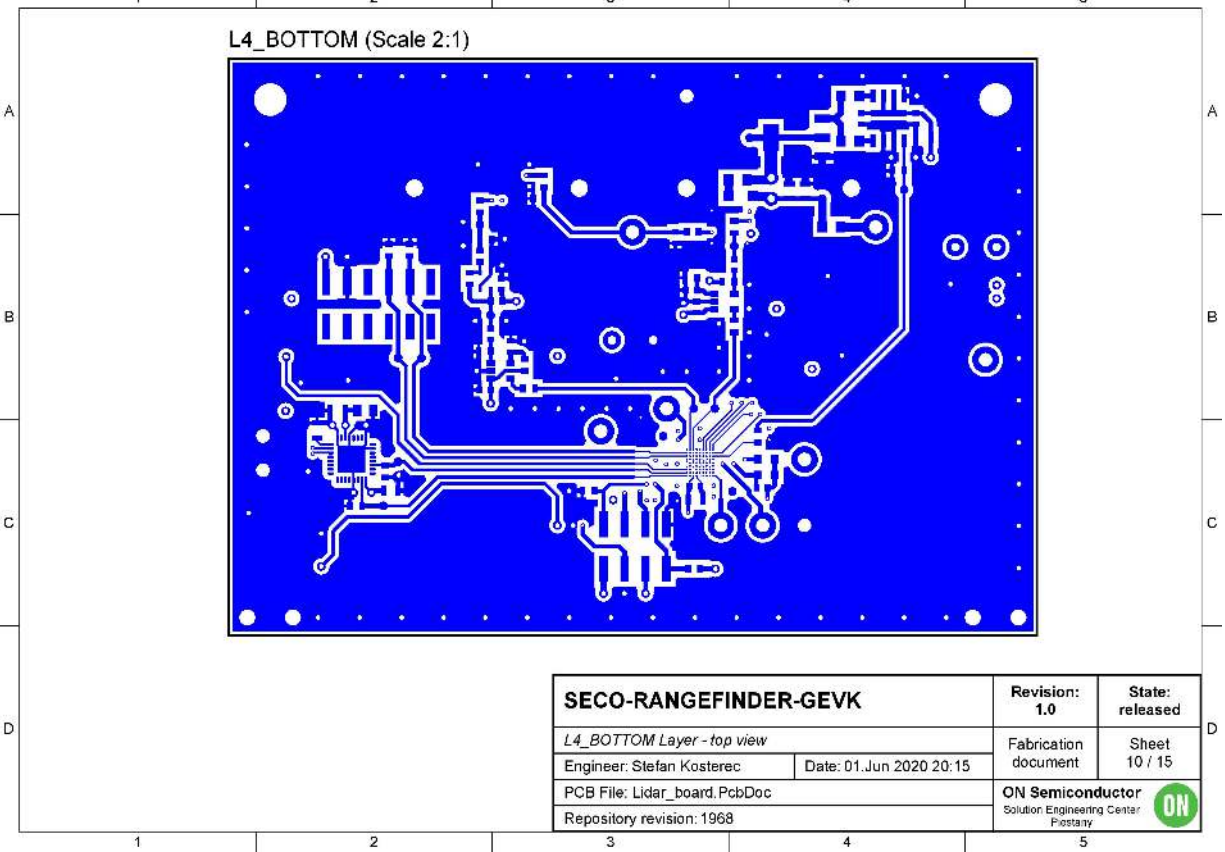 L4_BOTTOM (Scale 2:1)
A
A
B
B
C
C
D
D
SECO-RANGEFINDER-GEVK
Revision:
1.0
State:
released
L4_BOTTOM Layer - top view
Fabrication
document
Sheet
10 / 15
Engineer: Stefan Kosterec
Date: 01.Jun 2020 20:15
PCB File: Lidar_board.PcbDoc
Repository revision: 1968
ON Semiconductor
Solution Engineering Center
Piestany
ON
1
2
3
4
5